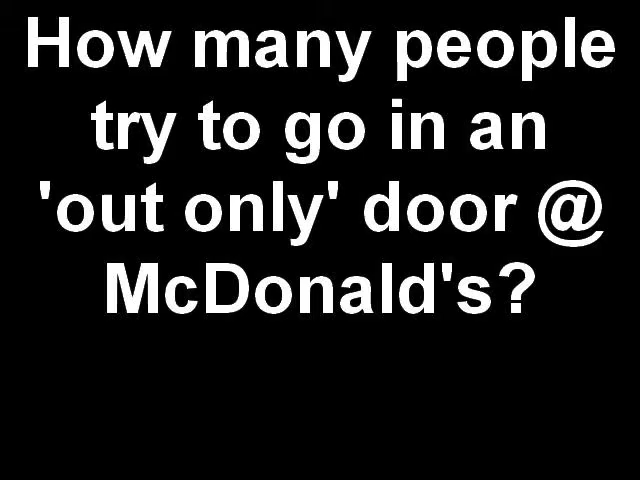 How many people
try to go in an
'out only' door @
McDonald's?